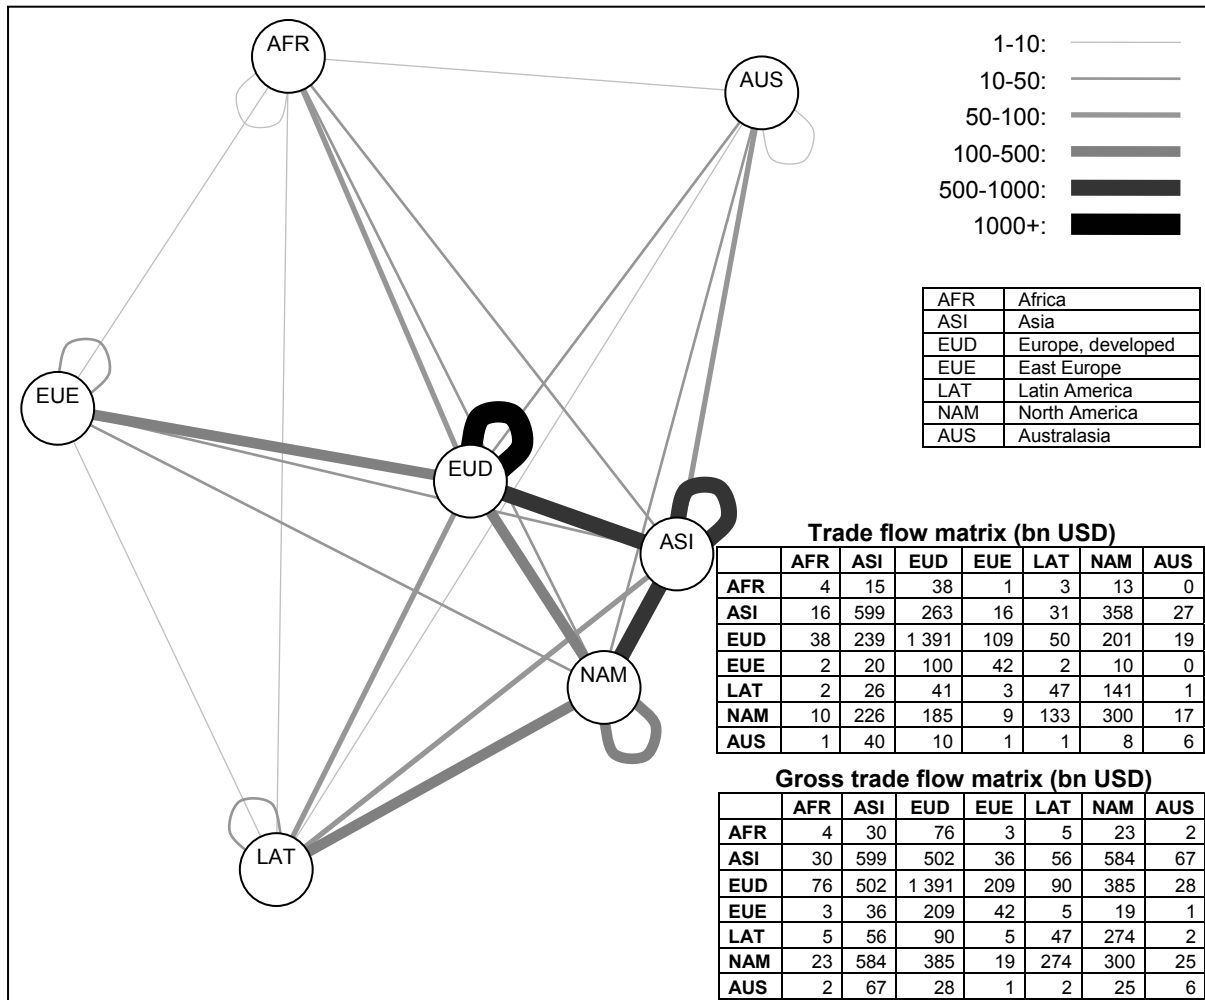 AFR
AUS
EUE
EUD
ASI
NAM
LAT
1-10:
10-50:
50-100:
100-500:
500-1000:
1000+:
AFR Africa
ASI Asia
EUD Europe, developed
EUE East Europe
LAT Latin America
NAM North America
AUS Australasia
Trade flow matrix (bn USD)
AFR ASI EUD EUE LAT NAM AUS
AFR 4 15 38 1 3 13 0
ASI 16 599 263 16 31 358 27
EUD 38 239 1 391 109 50 201 19
EUE 2 20 100 42 2 10 0
LAT 2 26 41 3 47 141 1
NAM 10 226 185 9 133 300 17
AUS 1 40 10 1 1 8 6
Gross trade flow matrix (bn USD)
AFR ASI EUD EUE LAT NAM AUS
AFR 4 30 76 3 5 23 2
ASI 30 599 502 36 56 584 67
EUD 76 502 1 391 209 90 385 28
EUE 3 36 209 42 5 19 1
LAT 5 56 90 5 47 274 2
NAM 23 584 385 19 274 300 25
AUS 2 67 28 1 2 25 6